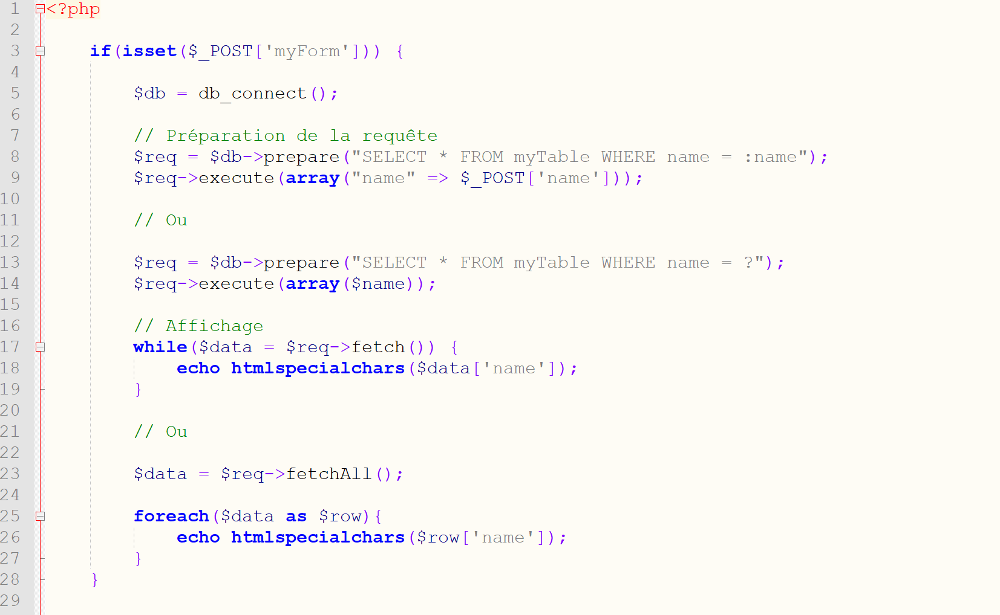 1 <?php
2
3 if(isset($_POST['myForm'])) {
4
5 $db = db_connect();
6
7 // Préparation de la requête
8 $req = $db->prepare("SELECT * FROM myTable WHERE name = :name");
9 $req->execute(array("name" => $_POST['name']));
10
11 // Ou
12
13 $req = $db->prepare("SELECT * FROM myTable WHERE name = ?");
14 $req->execute(array($name));
15
16 // Affichage
17 while($data = $req->fetch()) {
18 echo htmlspecialchars($data['name']);
19 }
20
21 // Ou
22
23 $data = $req->fetchAll();
24
25 foreach($data as $row){
26 echo htmlspecialchars($row['name']);
27 }
28 }
29